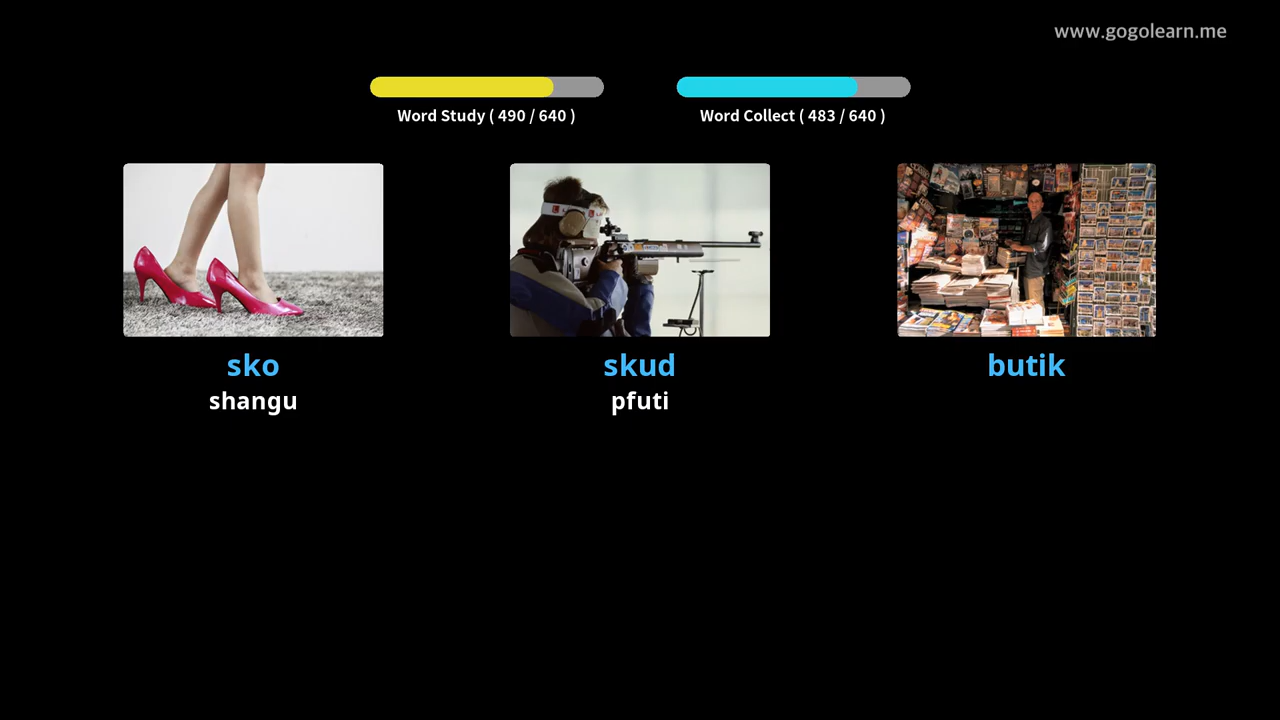 www.gogolearn.me
Word Study ( 490 / 640 )
Word Collect ( 483 / 640 )
sko
shangu
skud
pfuti
butik